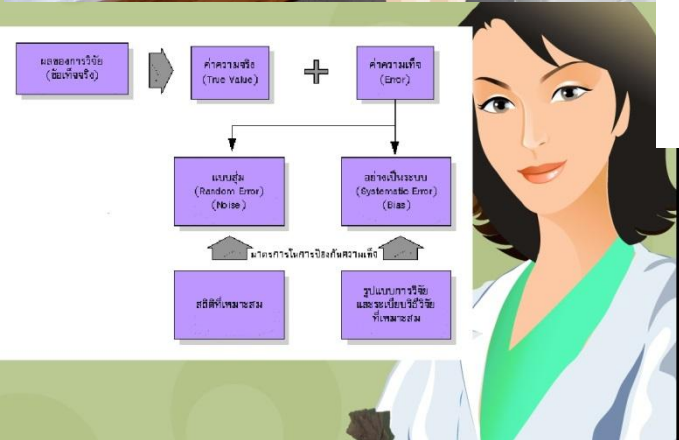 ผลของการวิจัย
(ข้อเท็จจริง)
ค่าความจริง
(True Value)
ค่าความเท็จ
(Error)
แบบสุ่ม
(Random Error)
(Noise)
อย่างเป็นระบบ
(Systematic Error)
(Bias)
มาตรการในการป้องกันความเท็จ
สถิติที่เหมาะสม
รูปแบบการวิจัย
และระเบียบวิธีวิจัย
ที่เหมาะสม